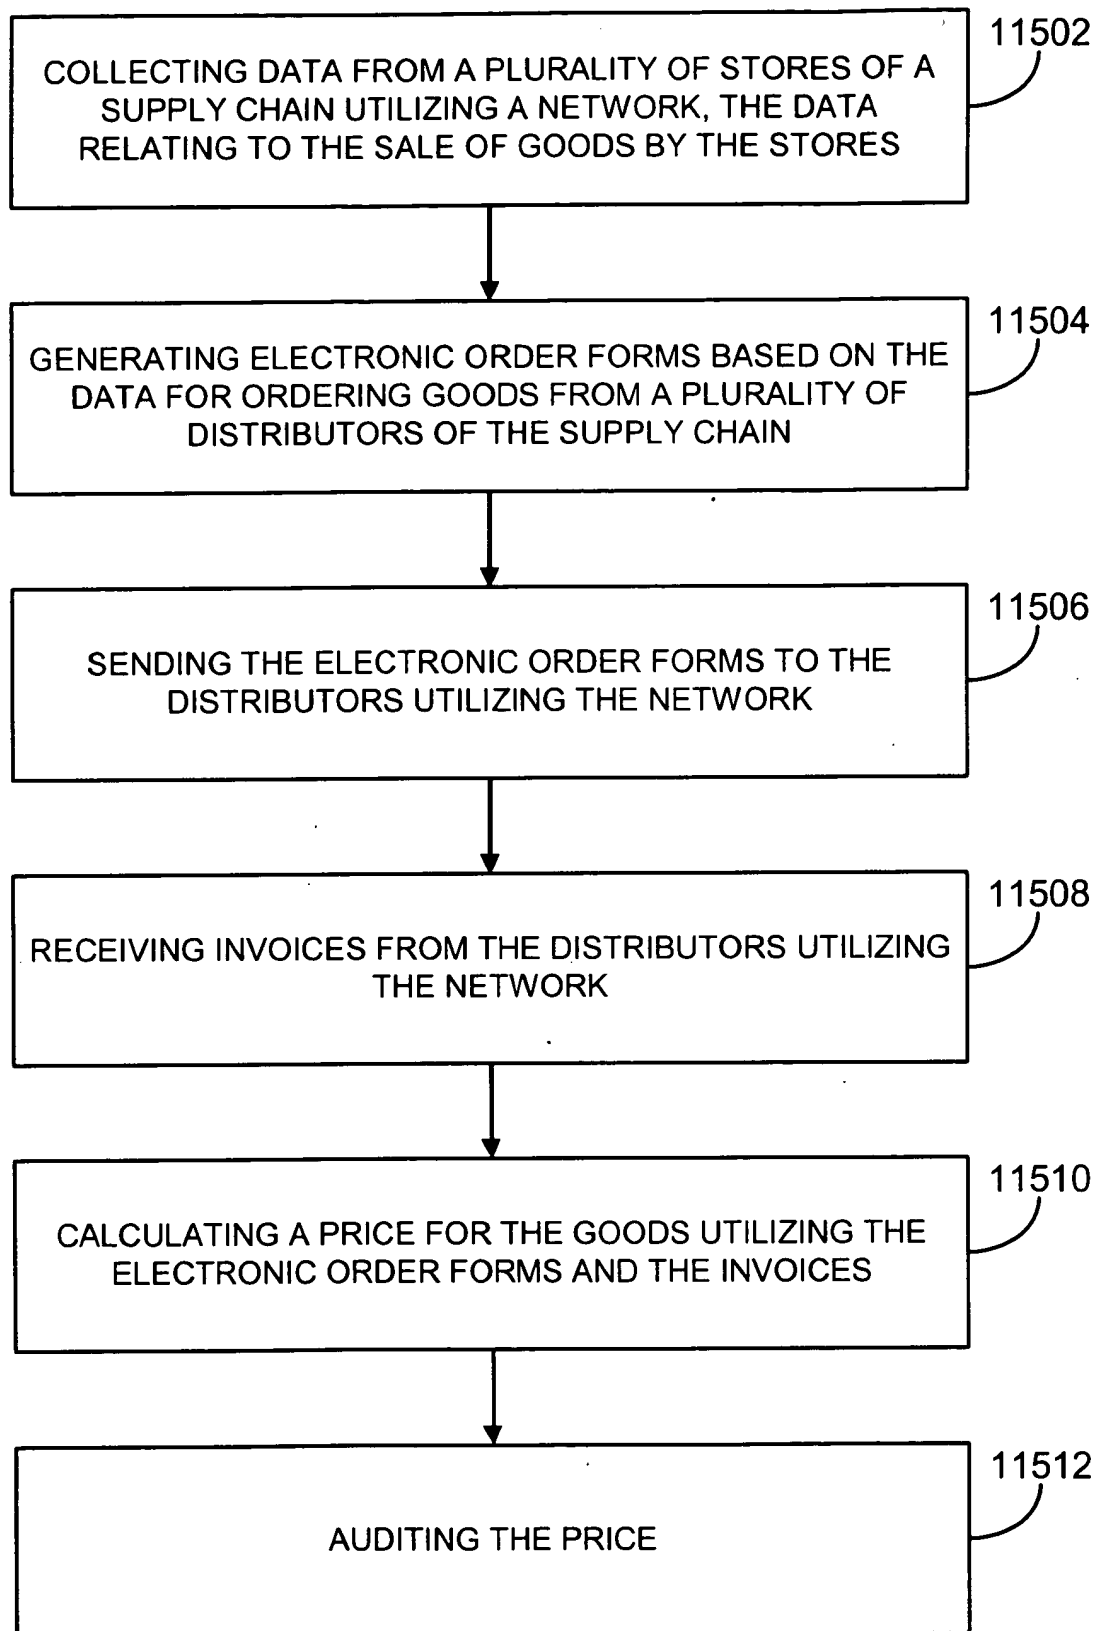 11502
COLLECTING DATA FROM A PLURALITY OF STORES OF A
SUPPLY CHAIN UTILIZING A NETWORK, THE DATA
RELATING TO THE SALE OF GOODS BY THE STORES
11504
GENERATING ELECTRONIC ORDER FORMS BASED ON THE
DATA FOR ORDERING GOODS FROM A PLURALITY OF
DISTRIBUTORS OF THE SUPPLY CHAIN
11506
SENDING THE ELECTRONIC ORDER FORMS TO THE
DISTRIBUTORS UTILIZING THE NETWORK
11508
RECEIVING INVOICES FROM THE DISTRIBUTORS UTILIZING
THE NETWORK
11510
CALCULATING A PRICE FOR THE GOODS UTILIZING THE
ELECTRONIC ORDER FORMS AND THE INVOICES
11512
AUDITING THE PRICE